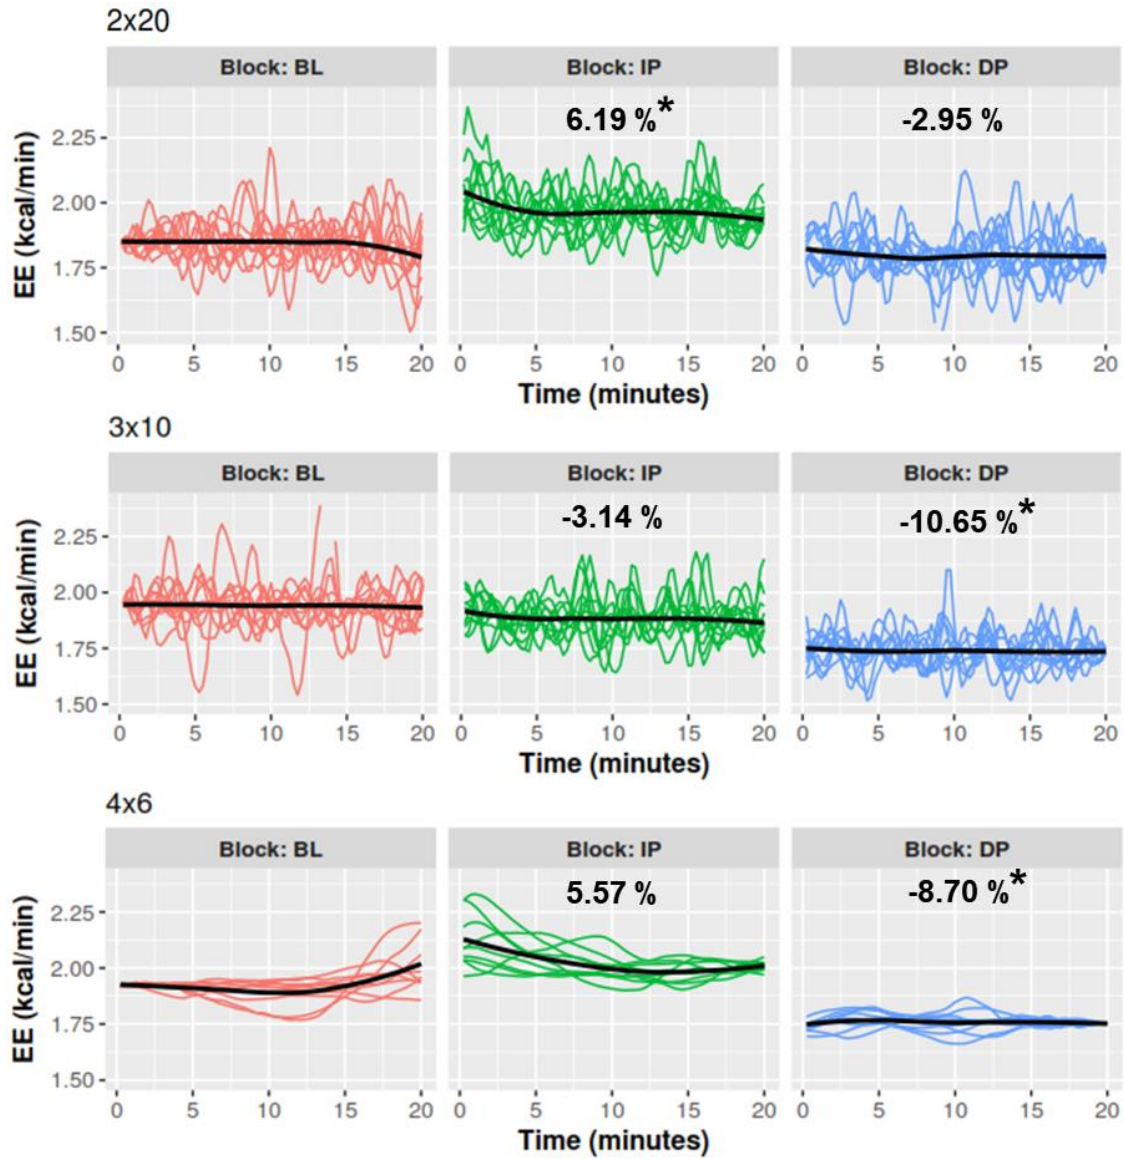 2x20
Block: BL
Block: IP
Block: DP
6.19 %*
-2.95 %
EE (kcal/min)
2.25
2.00
1.75
1.50
0 5 10 15 20
0 5 10 15 20
0 5 10 15 20
Time (minutes)
3x10
Block: BL
Block: IP
Block: DP
-3.14 %
-10.65 %*
EE (kcal/min)
2.25
2.00
1.75
1.50
0 5 10 15 20
0 5 10 15 20
0 5 10 15 20
Time (minutes)
4x6
Block: BL
Block: IP
Block: DP
5.57 %
-8.70 %*
EE (kcal/min)
2.25
2.00
1.75
1.50
0 5 10 15 20
0 5 10 15 20
0 5 10 15 20
Time (minutes)